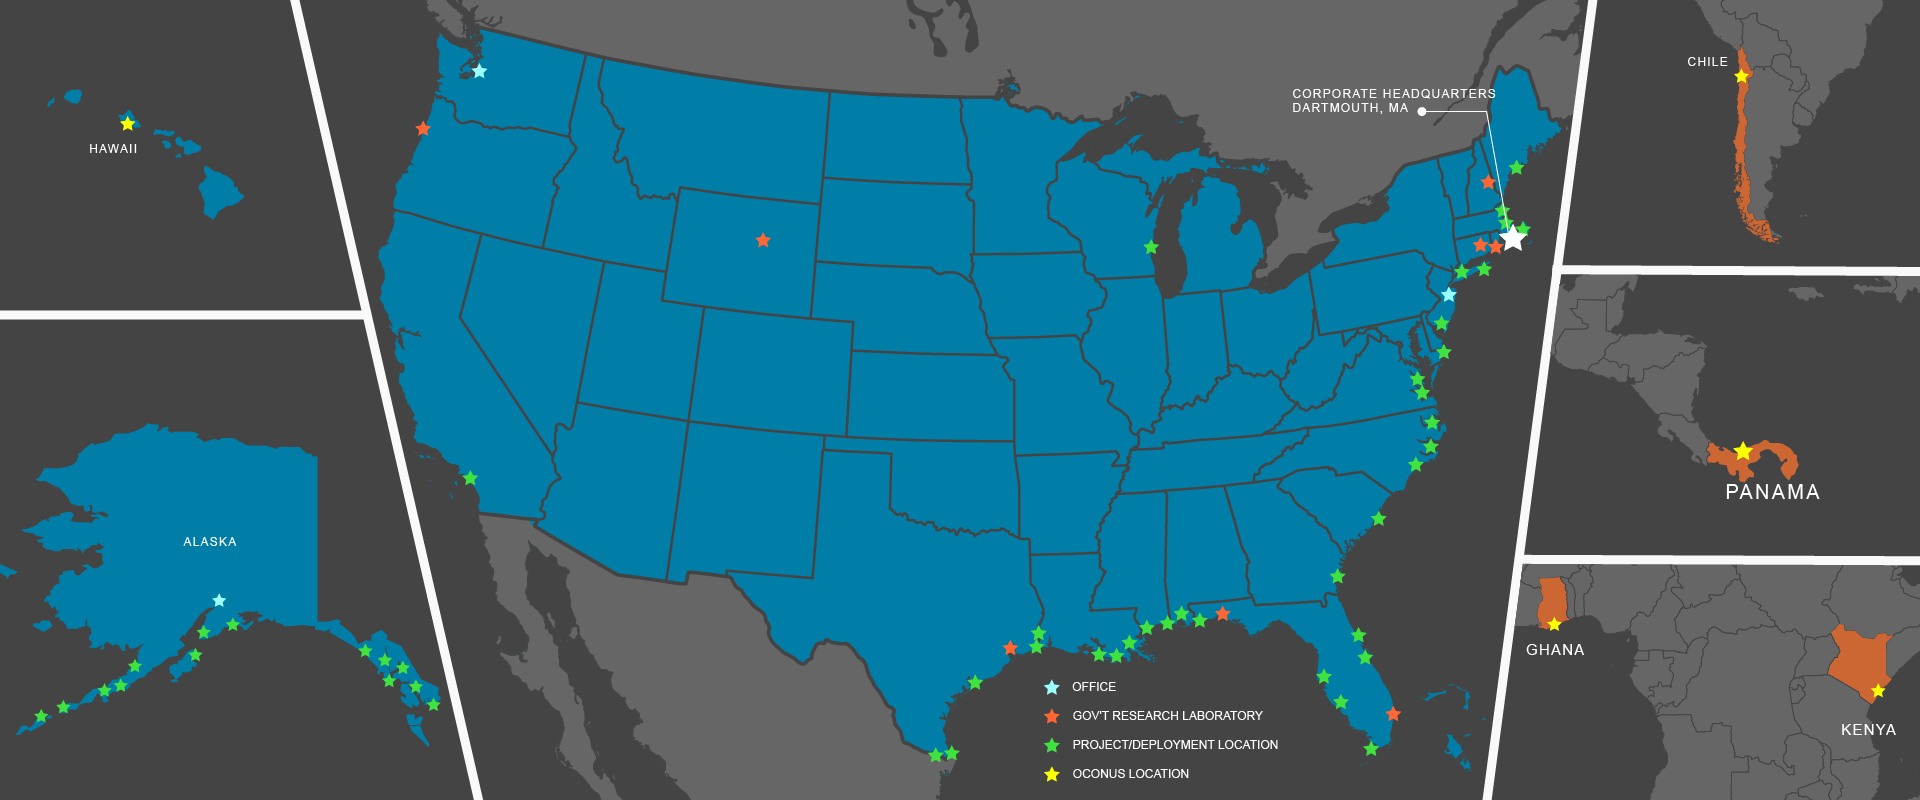 HAWAII
ALASKA
CORPORATE HEADQUARTERS
DARTMOUTH, MA
OFFICE
GOV'T RESEARCH LABORATORY
PROJECT/DEPLOYMENT LOCATION
OCONUS LOCATION
CHILE
PANAMA
GHANA
KENYA